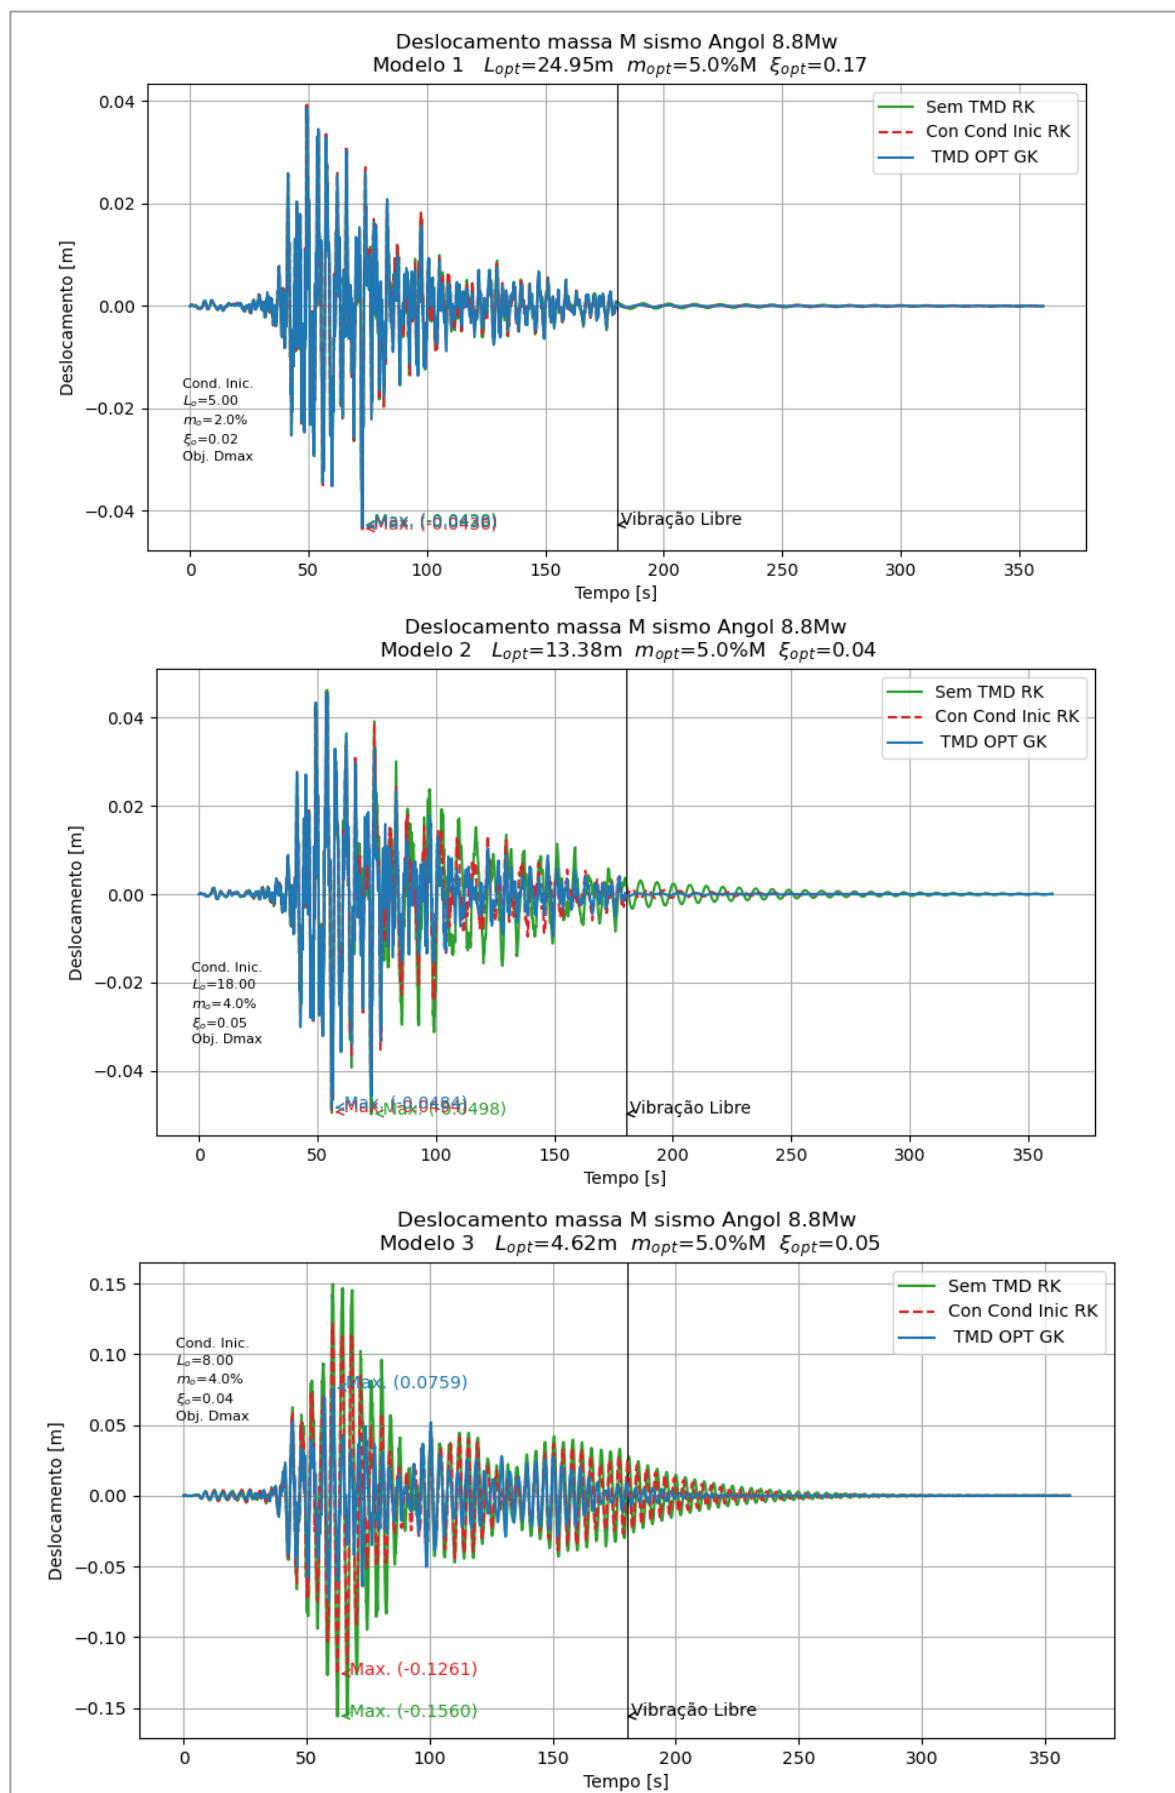 Deslocamento massa M sismo Angol 8.8Mw
Modelo 1 L_opt=24.95m m_opt=5.0%M ξ_opt=0.17
Sem TMD RK
Con Cond Inic RK
TMD OPT GK
0.04
0.02
0.00
−0.02
−0.04
Deslocamento [m]
Cond. Inic.
L_o=5.00
m_o=2.0%
ξ_o=0.02
Obj. Dmax
Vibração Libre
0 50 100 150 200 250 300 350
Tempo [s]
Deslocamento massa M sismo Angol 8.8Mw
Modelo 2 L_opt=13.38m m_opt=5.0%M ξ_opt=0.04
Sem TMD RK
Con Cond Inic RK
TMD OPT GK
0.04
0.02
0.00
−0.02
−0.04
Deslocamento [m]
Cond. Inic.
L_o=18.00
m_o=4.0%
ξ_o=0.05
Obj. Dmax
Max. (-0.0484)
Max. (-0.0498)
Vibração Libre
0 50 100 150 200 250 300 350
Tempo [s]
Deslocamento massa M sismo Angol 8.8Mw
Modelo 3 L_opt=4.62m m_opt=5.0%M ξ_opt=0.05
Sem TMD RK
Con Cond Inic RK
TMD OPT GK
0.15
0.10
0.05
0.00
−0.05
−0.10
−0.15
Deslocamento [m]
Cond. Inic.
L_o=8.00
m_o=4.0%
ξ_o=0.04
Obj. Dmax
Max. (0.0759)
Max. (-0.1261)
Max. (-0.1560)
Vibração Libre
0 50 100 150 200 250 300 350
Tempo [s]